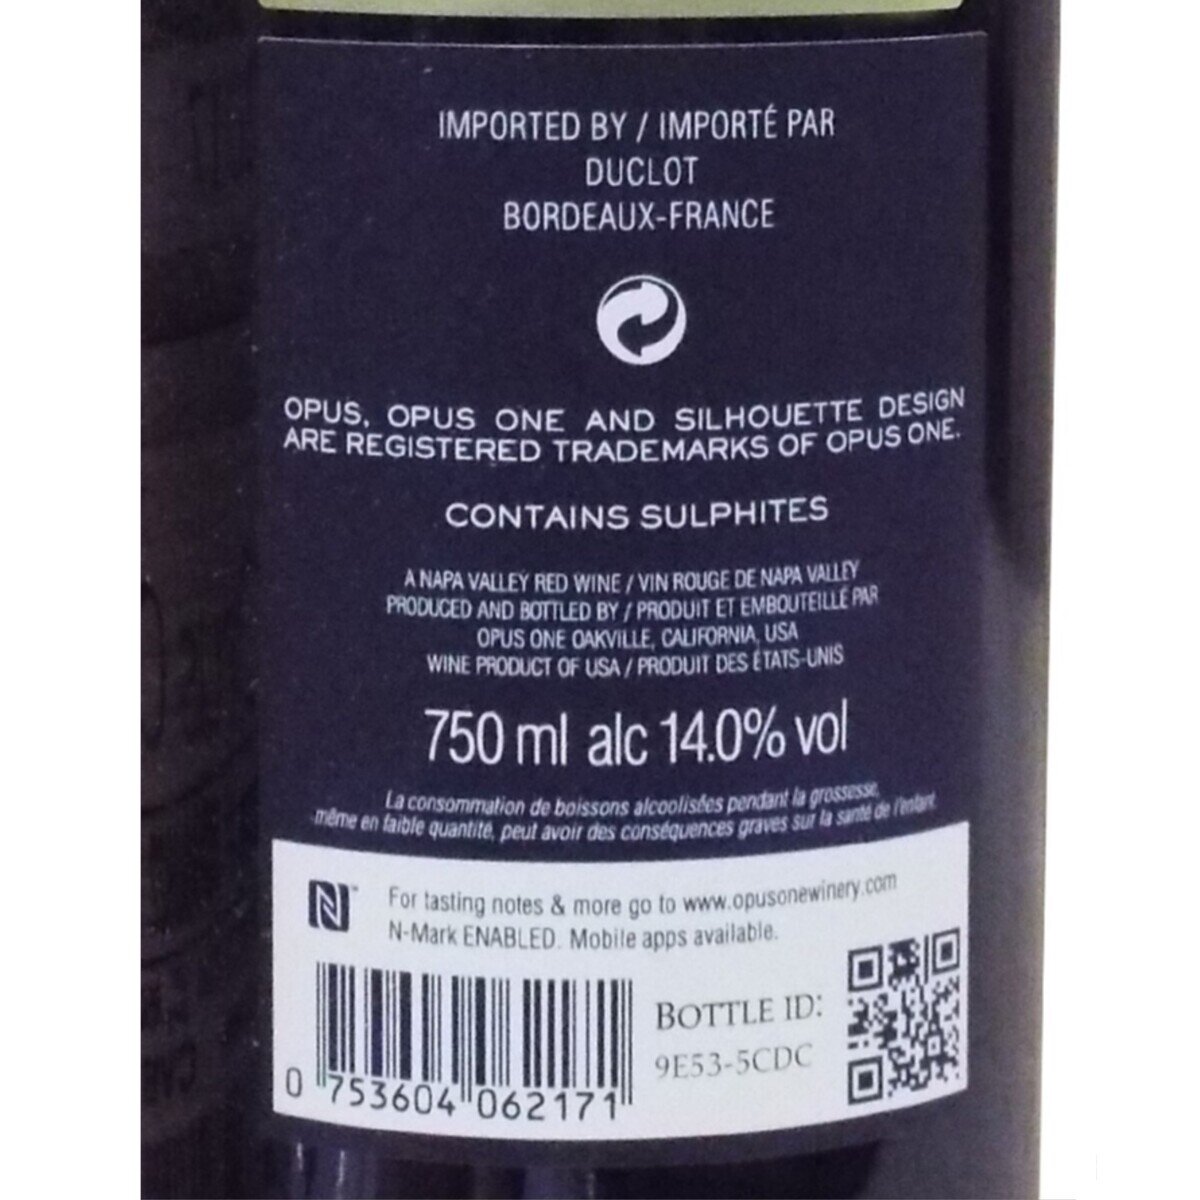 IMPORTED BY / IMPORTÉ PAR
DUCLOT
BORDEAUX-FRANCE
OPUS, OPUS ONE AND SILHOUETTE DESIGN
ARE REGISTERED TRADEMARKS OF OPUS ONE.
CONTAINS SULPHITES
A NAPA VALLEY RED WINE / VIN ROUGE DE NAPA VALLEY
PRODUCED AND BOTTLED BY / PRODUIT ET EMBOUTEILLÉ PAR
OPUS ONE OAKVILLE, CALIFORNIA, USA
WINE PRODUCT OF USA / PRODUIT DES ÉTATS-UNIS
750 ml alc 14.0% vol
La consommation de boissons alcoolisées pendant la grossesse,
même en faible quantité, peut avoir des conséquences graves sur la santé de l'enfant
N™
For tasting notes & more go to www.opusonewinery.com
N-Mark ENABLED. Mobile apps available.
BOTTLE ID:
9E53-5CDC
0 753604 062171